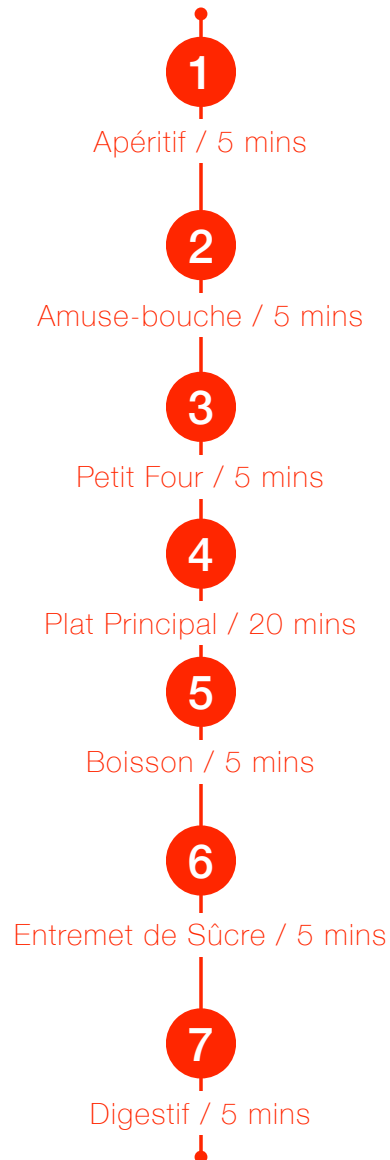 1
Apéritif / 5 mins
2
Amuse-bouche / 5 mins
3
Petit Four / 5 mins
4
Plat Principal / 20 mins
5
Boisson / 5 mins
6
Entremet de Sûcre / 5 mins
7
Digestif / 5 mins